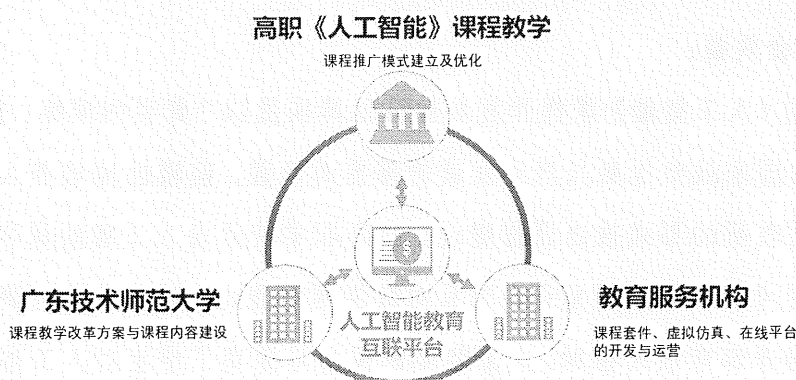 高职《人工智能》课程教学
课程推广模式建立及优化
广东技术师范大学
课程教学改革方案与课程内容建设
人工智能教育
互联平台
教育服务机构
课程套件、虚拟仿真、在线平台
的开发与运营